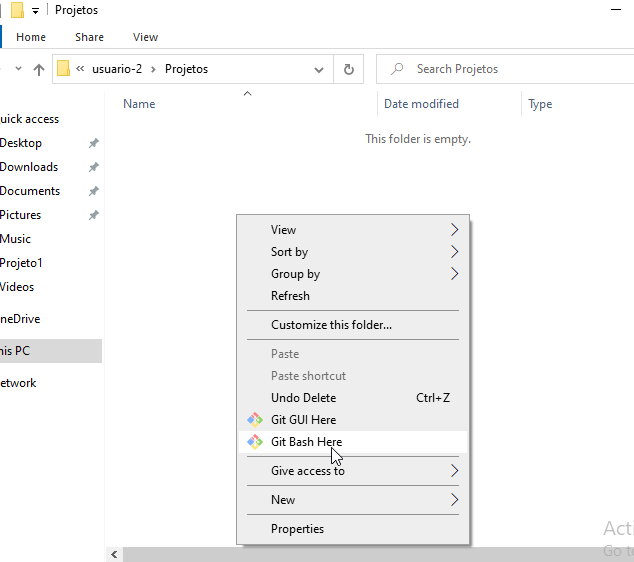 Projetos
Home Share View
« usuario-2 › Projetos
Search Projetos
Name Date modified Type
uick access
This folder is empty.
Desktop
Downloads
Documents
Pictures
Music
Projeto1
Videos
neDrive
his PC
etwork
View
Sort by
Group by
Refresh
Customize this folder...
Paste
Paste shortcut
Undo Delete Ctrl+Z
Git GUI Here
Git Bash Here
Give access to
New
Properties
Acti
Go to